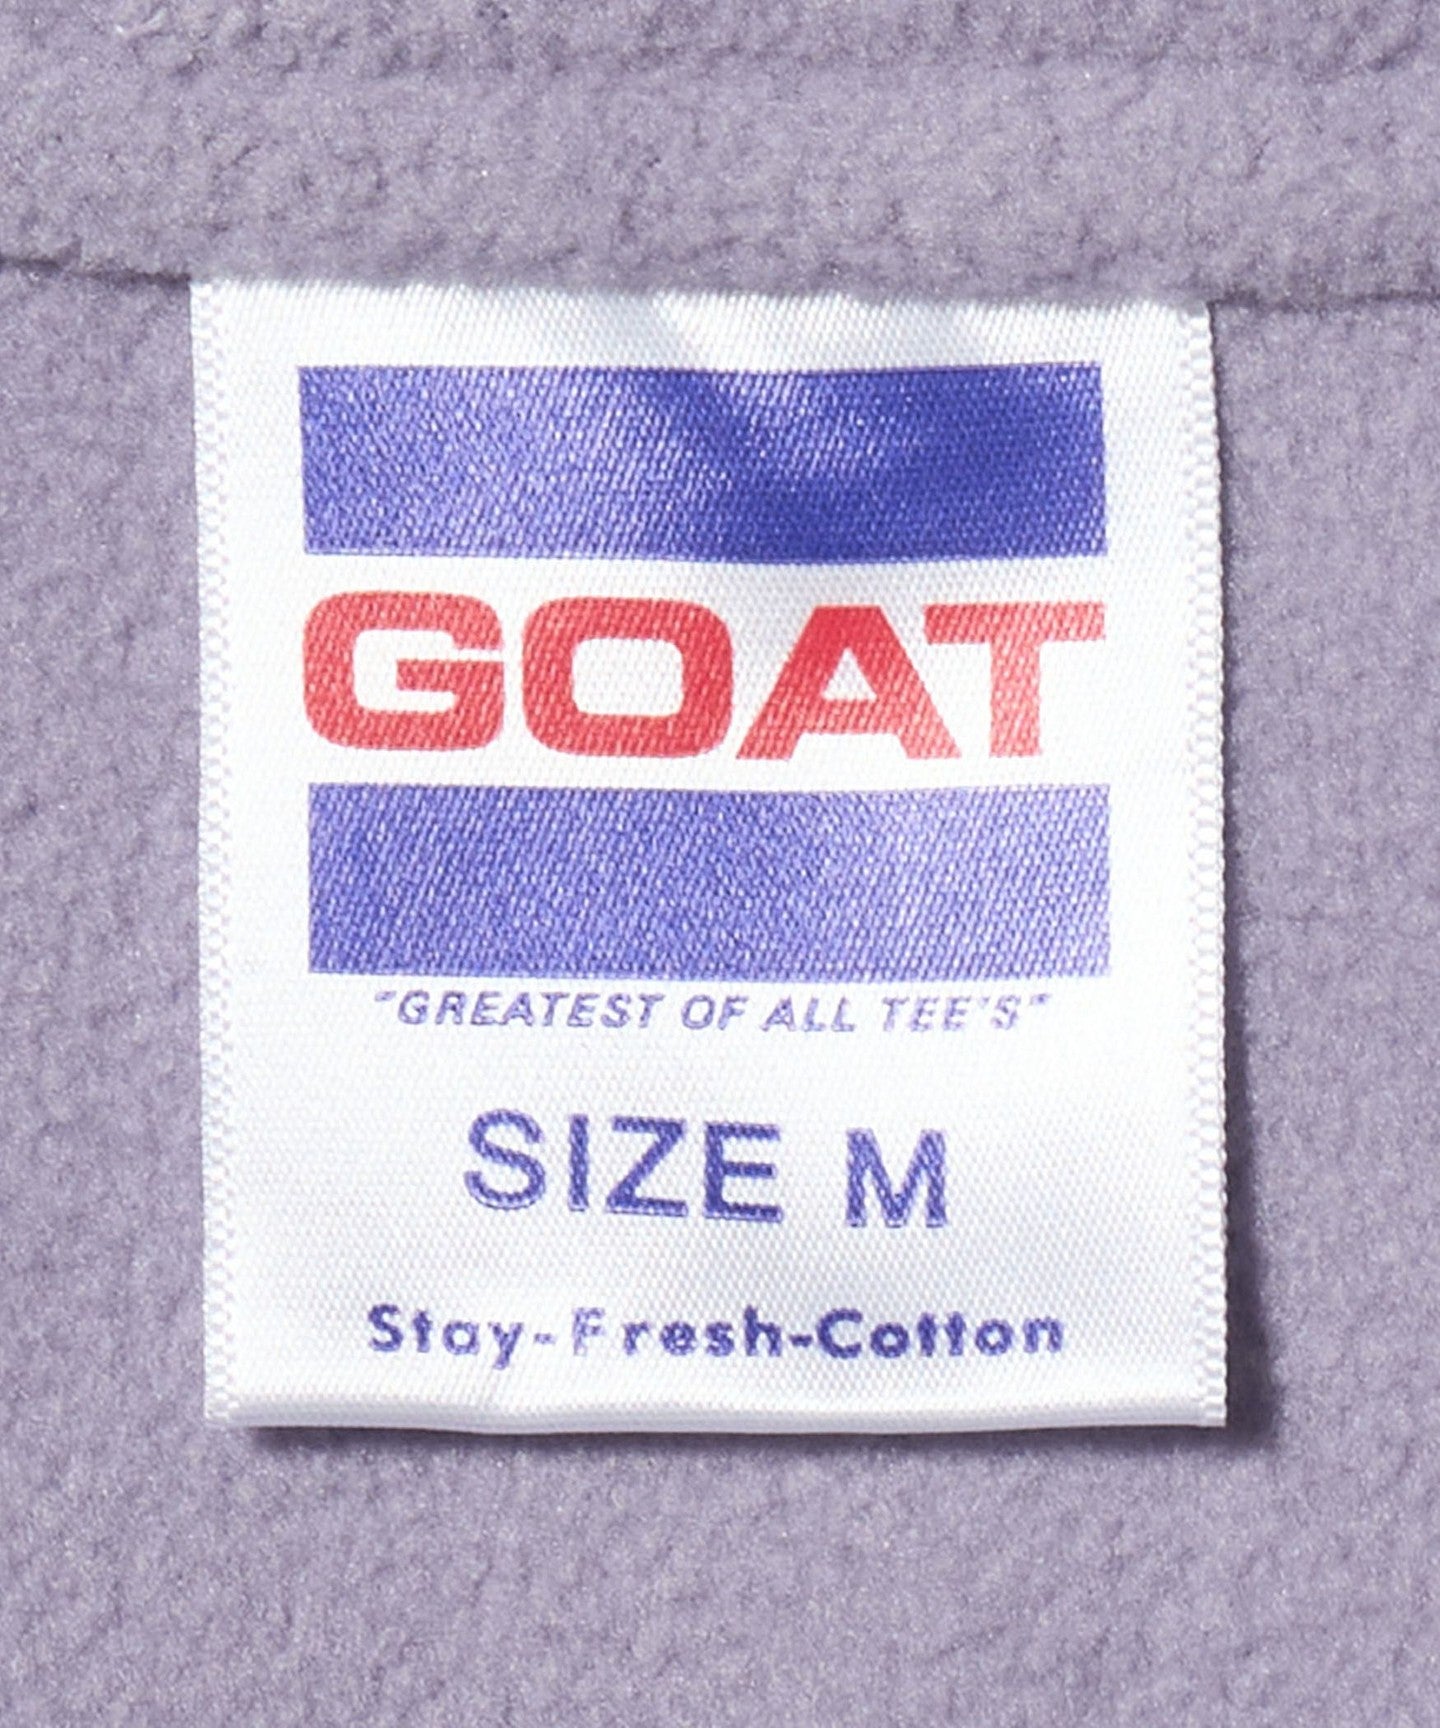 GOAT
"GREATEST OF ALL TEE'S"
SIZE M
Stay-Fresh-Cotton